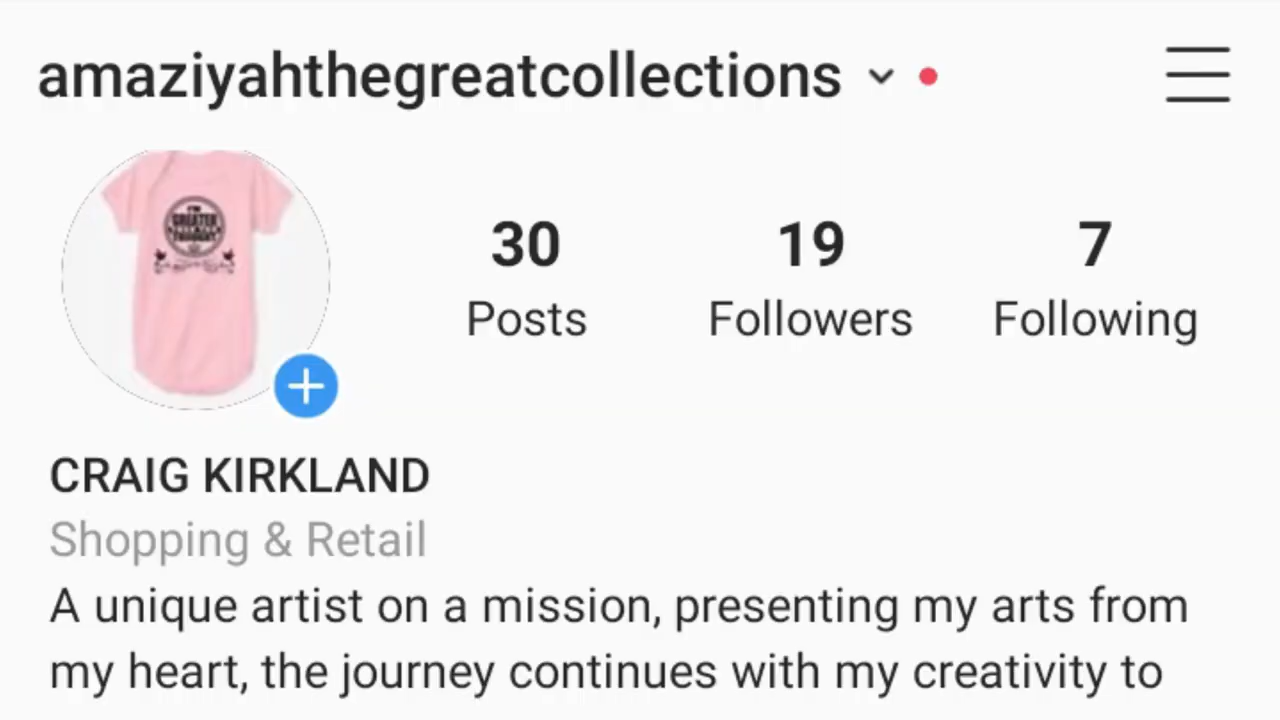 amaziyahthegreatcollections
GREATER
30
19
7
Posts
Followers
Following
CRAIG KIRKLAND
Shopping & Retail
A unique artist on a mission, presenting my arts from
my heart, the journey continues with my creativity to